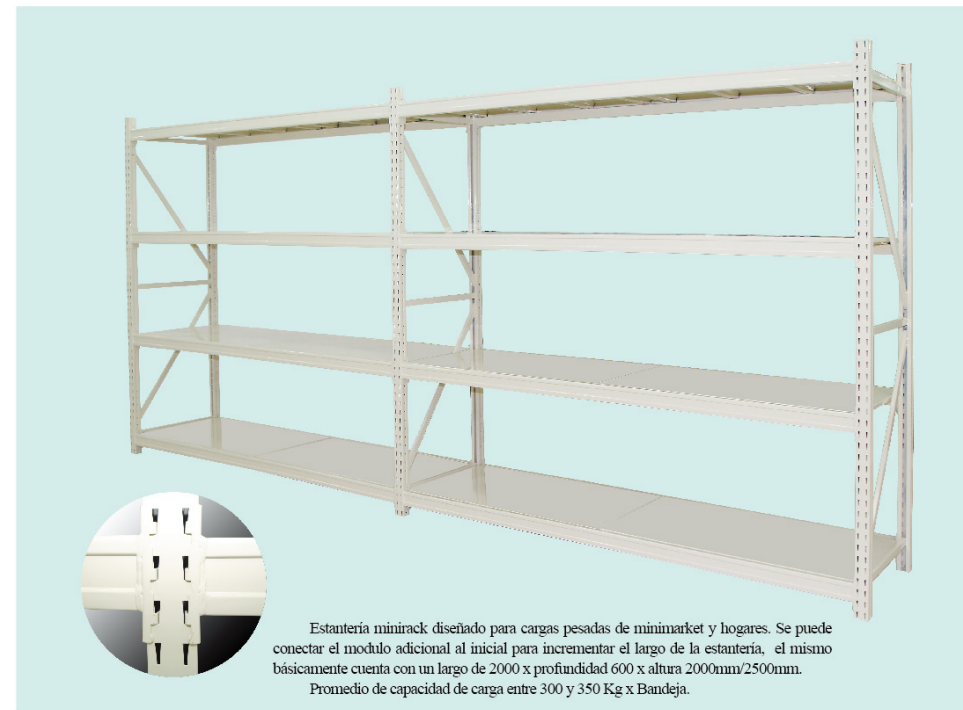 Estantería minirack diseñado para cargas pesadas de minimarket y hogares. Se puede
conectar el modulo adicional al inicial para incrementar el largo de la estantería, el mismo
básicamente cuenta con un largo de 2000 x profundidad 600 x altura 2000mm/2500mm.
Promedio de capacidad de carga entre 300 y 350 Kg x Bandeja.